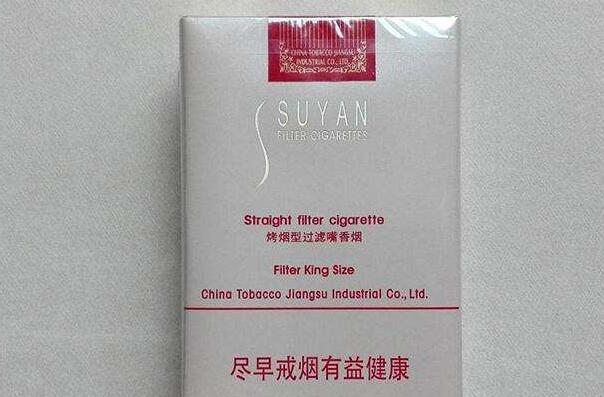 CHINA TOBACCO JIANGSU
INDUSTRIAL CO., LTD.
SUYAN
FILTER CIGARETTES
Straight filter cigarette
烤烟型过滤嘴香烟
Filter King Size
China Tobacco Jiangsu Industrial Co., Ltd.
尽早戒烟有益健康